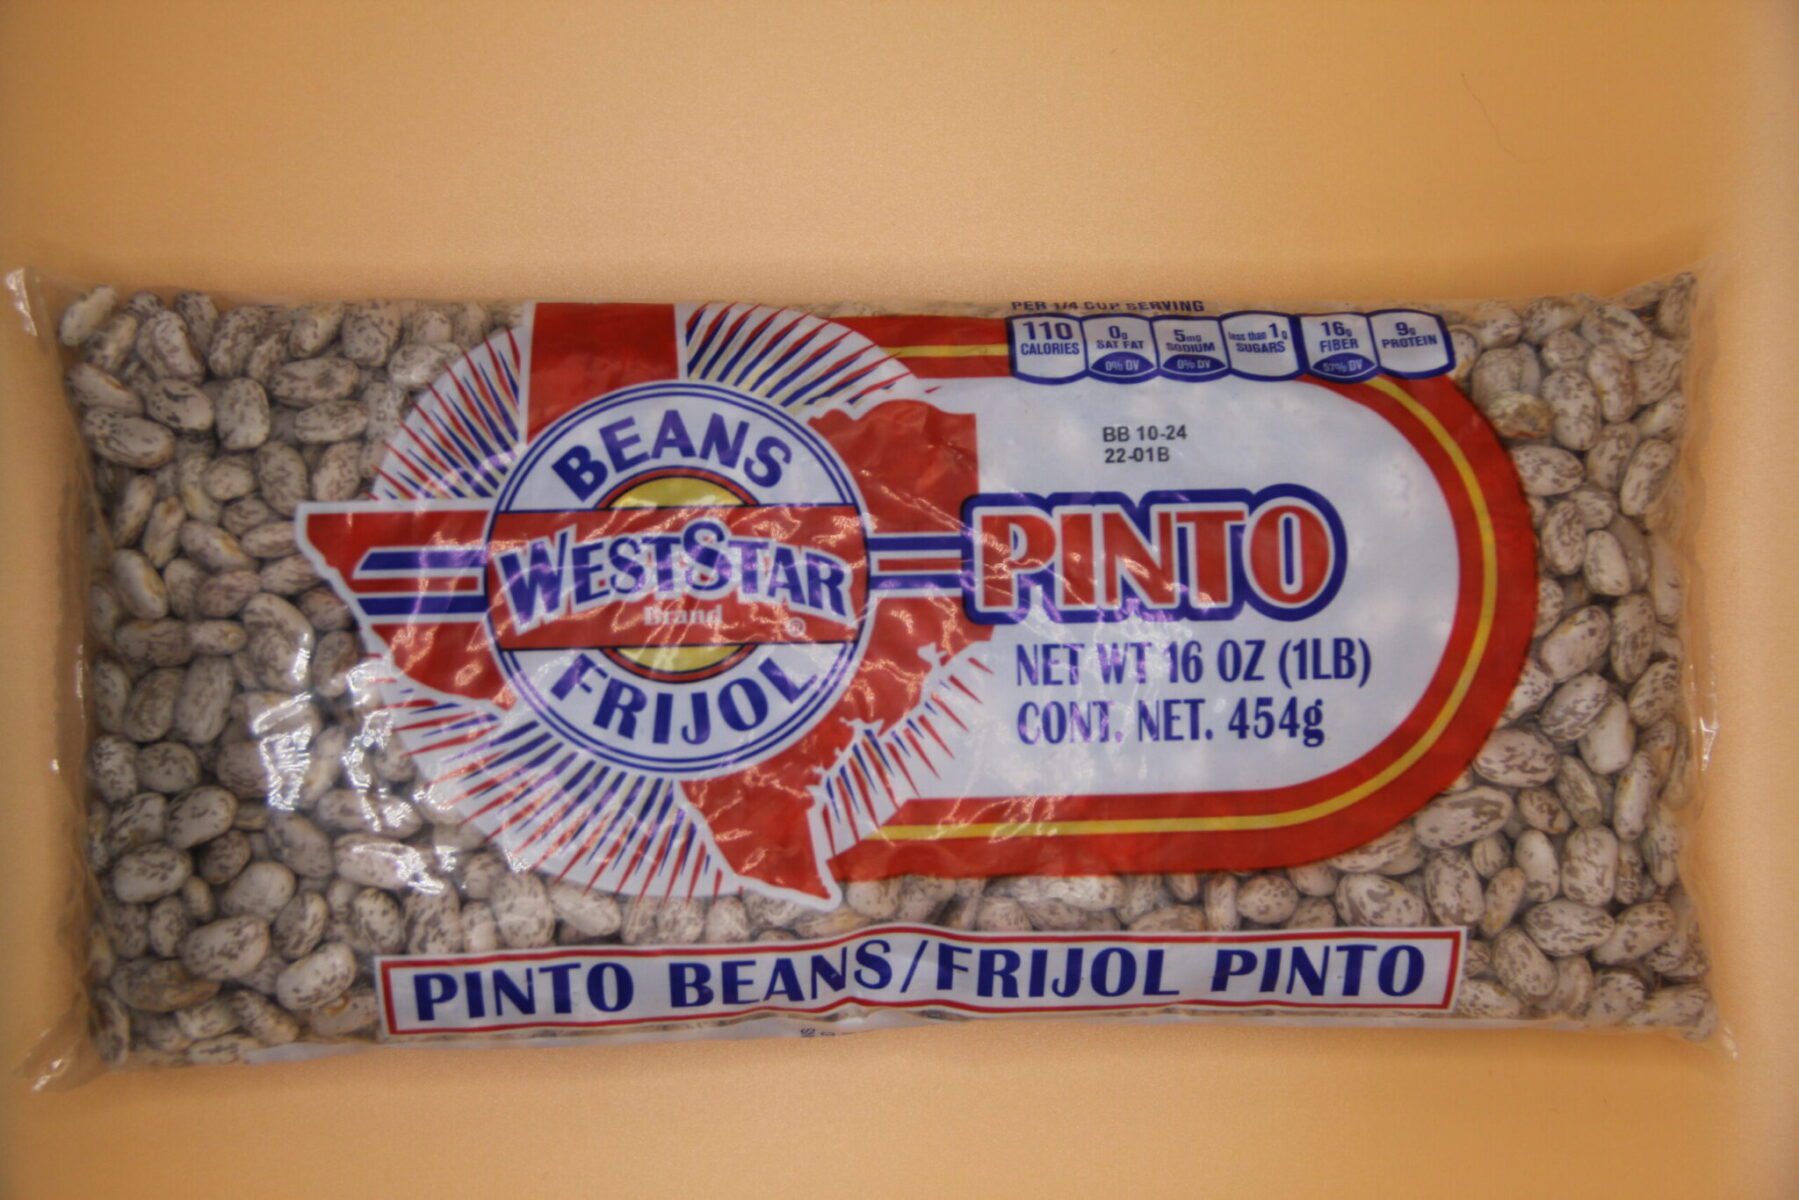 PER 1/4 CUP SERVING
110 CALORIES
0g SAT FAT 0% DV
5mg SODIUM 0% DV
less than 1g SUGARS
16g FIBER 57% DV
9g PROTEIN
BB 10-24
22-01B
BEANS
WESTSTAR
Brand ®
FRIJOL
PINTO
NET WT 16 OZ (1LB)
CONT. NET. 454g
PINTO BEANS/FRIJOL PINTO